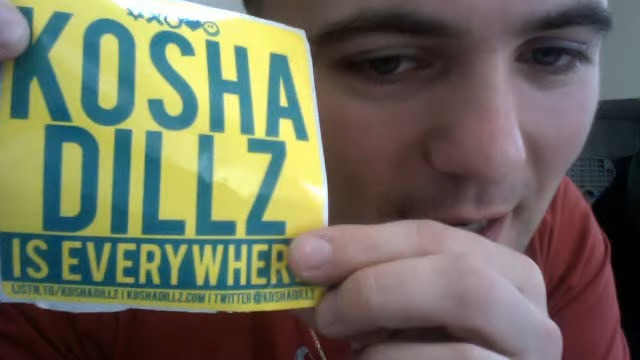 KOSHA
DILLZ
IS EVERYWHER
LISTN.TO/KOSHADILLZ | KOSHADILLZ.COM | TWITTER @KOSHADILLZ